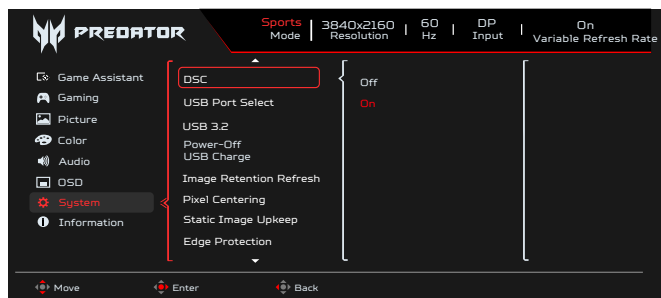 PREDATOR
Sports Mode
3840x2160 Resolution
60 Hz
DP Input
On Variable Refresh Rate
Game Assistant
Gaming
Picture
Color
Audio
OSD
System
Information
DSC
USB Port Select
USB 3.2
Power-Off
USB Charge
Image Retention Refresh
Pixel Centering
Static Image Upkeep
Edge Protection
Off
On
Move
Enter
Back